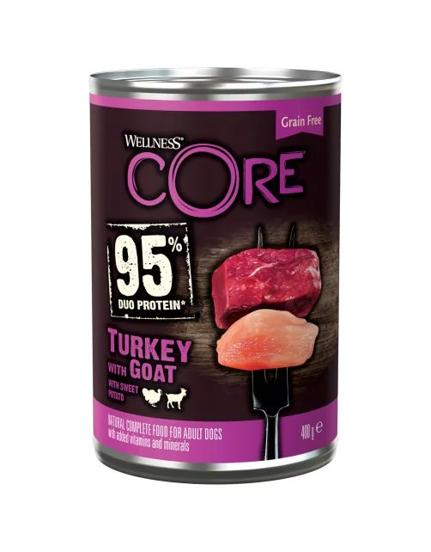 Grain Free
WELLNESS®
CORE
95%
DUO PROTEIN*
TURKEY
WITH GOAT
WITH SWEET
POTATO
NATURAL COMPLETE FOOD FOR ADULT DOGS
with added vitamins and minerals
400 g ℮